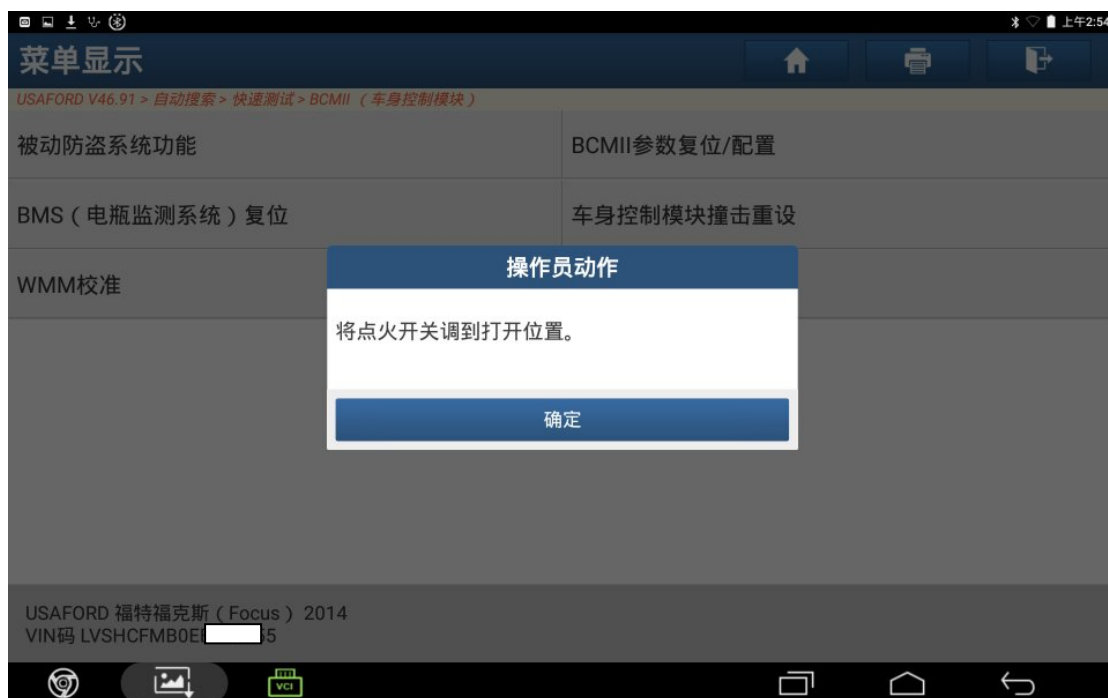 上午2:54
菜单显示
USAFORD V46.91 > 自动搜索 > 快速测试 > BCMII （车身控制模块）
被动防盗系统功能
BCMII参数复位/配置
BMS（电瓶监测系统）复位
车身控制模块撞击重设
WMM校准
操作员动作
将点火开关调到打开位置。
确定
USAFORD 福特福克斯（Focus）2014
VIN码 LVSHCFMB0E
5
VCI